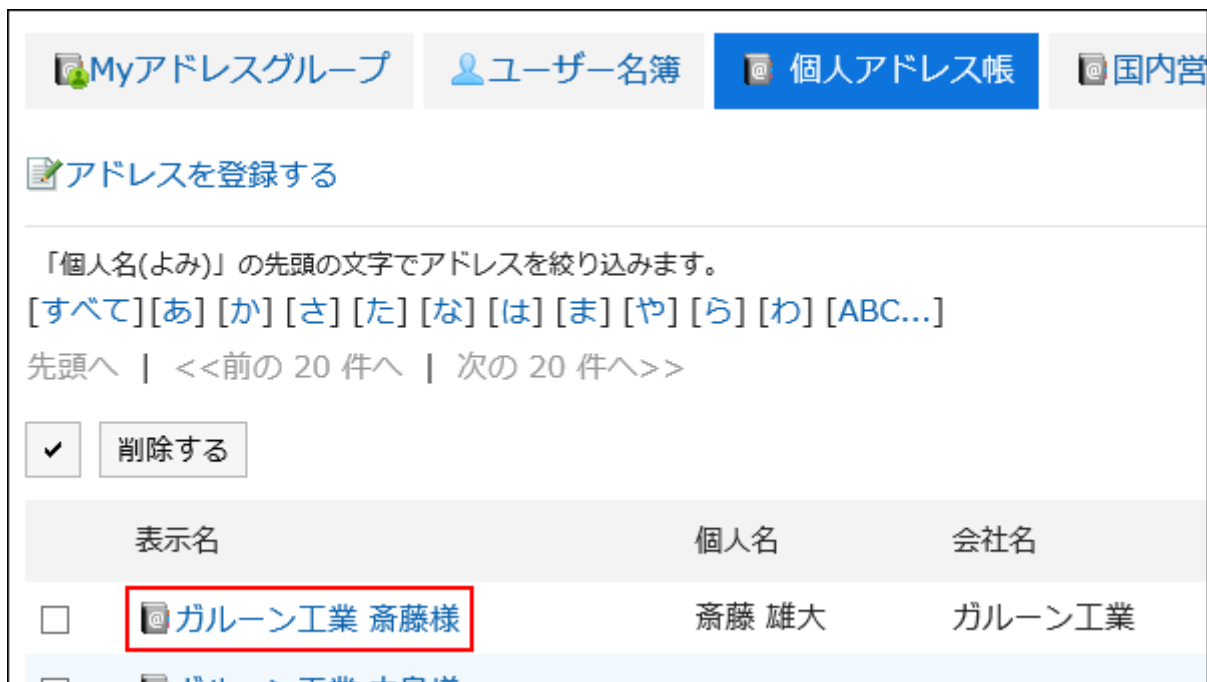 Myアドレスグループ ユーザー名簿 個人アドレス帳 国内営
アドレスを登録する
「個人名(よみ)」の先頭の文字でアドレスを絞り込みます。
[すべて][あ] [か] [さ] [た] [な] [は] [ま] [や] [ら] [わ] [ABC...]
先頭へ | <<前の 20 件へ | 次の 20 件へ>>
削除する
表示名 個人名 会社名
ガルーン工業 斎藤様 斎藤 雄大 ガルーン工業